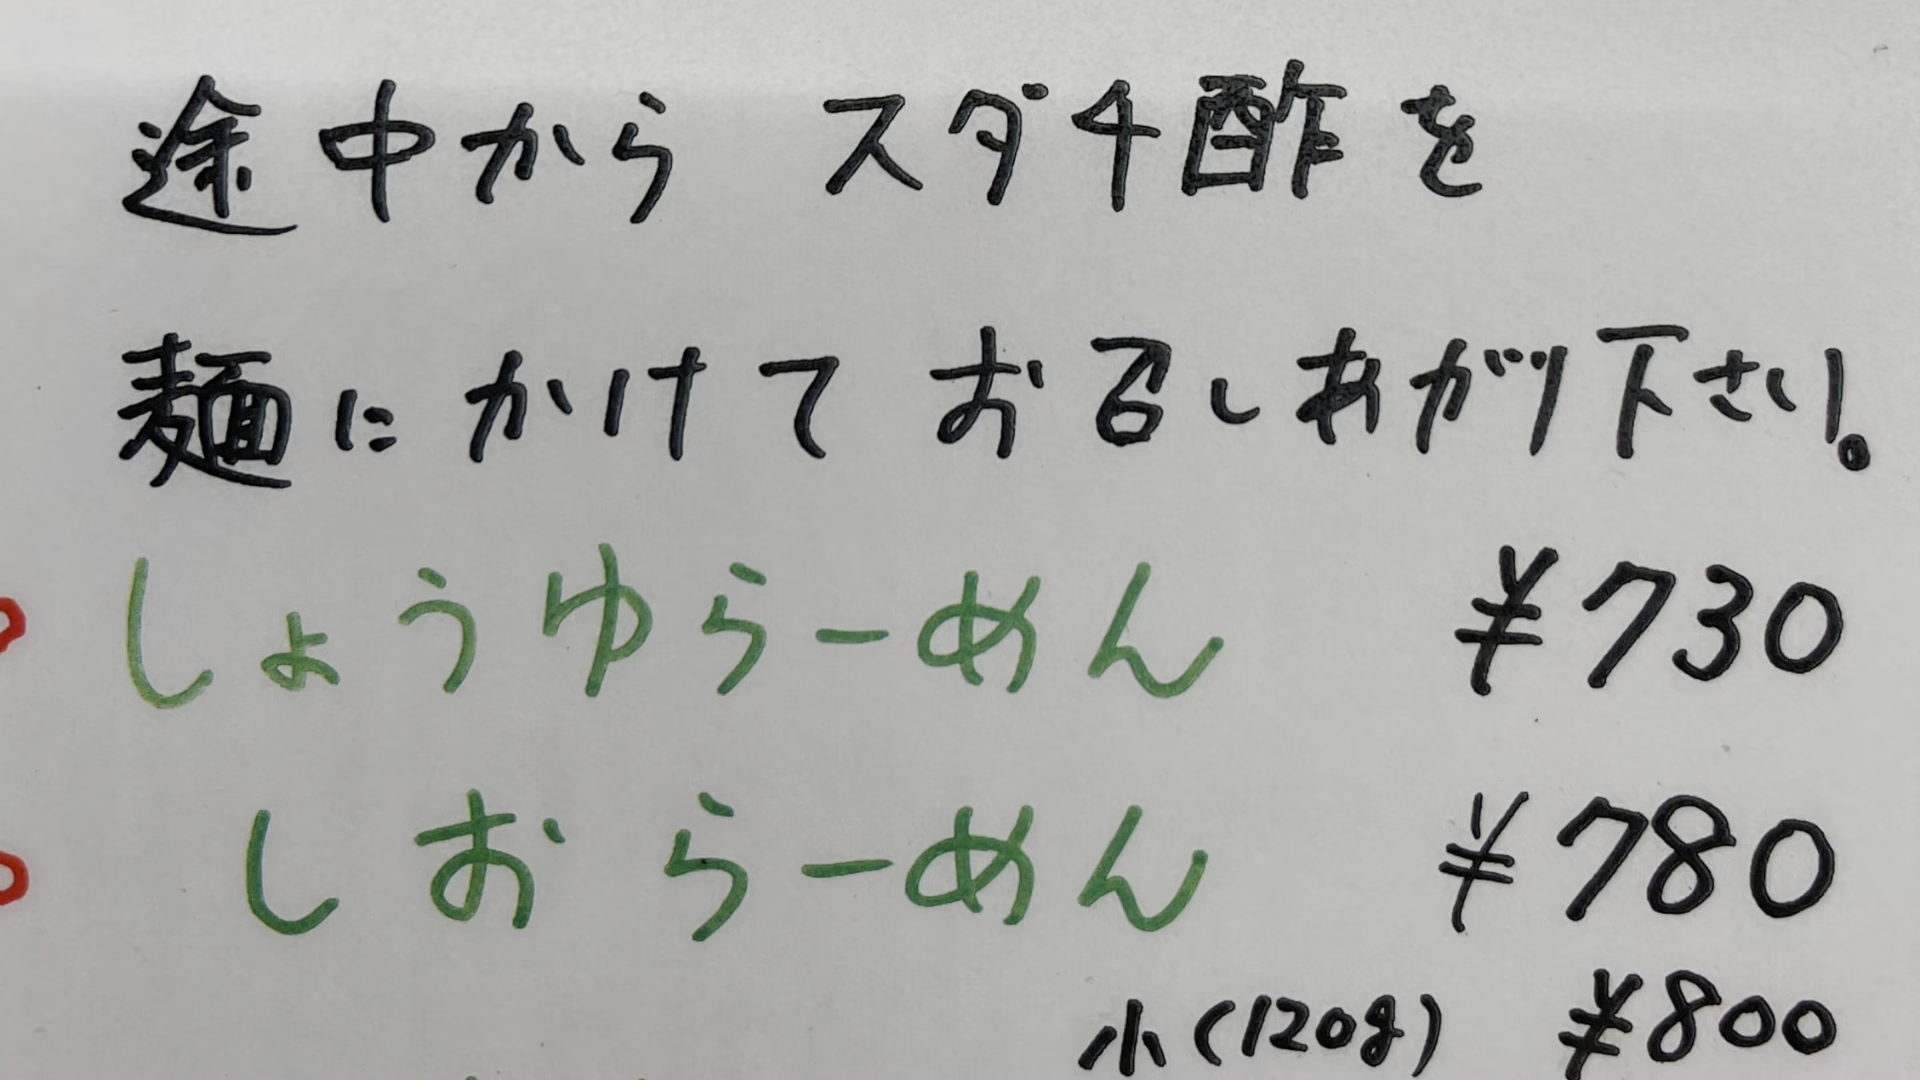 途中からスダチ酢を
麺にかけてお召しあがり下さい。
しょうゆらーめん ¥730
しおらーめん ¥780
小(120g) ¥800